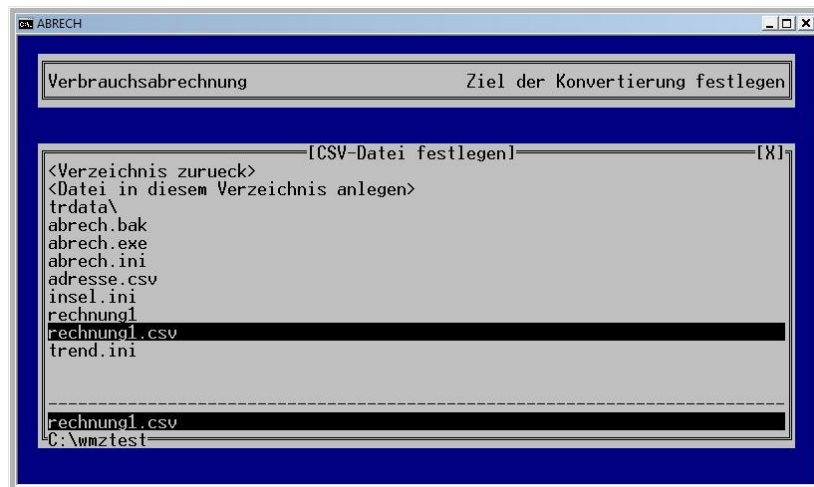 ABRECH
Verbrauchsabrechnung Ziel der Konvertierung festlegen
[CSV-Datei festlegen] [X]
<Verzeichnis zurueck>
<Datei in diesem Verzeichnis anlegen>
trdata\
abrech.bak
abrech.exe
abrech.ini
adresse.csv
insel.ini
rechnung1
rechnung1.csv
trend.ini
rechnung1.csv
C:\wmztest